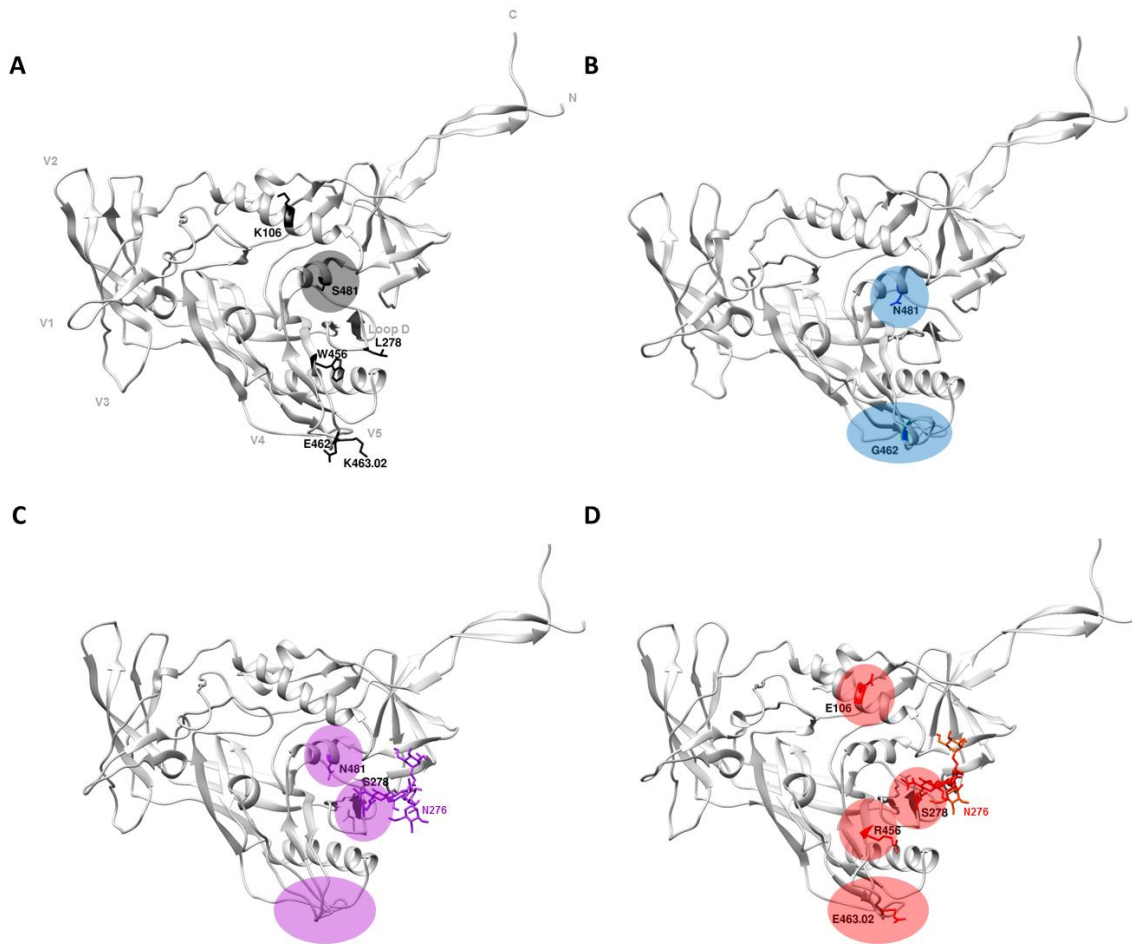 A
C
N
V2
K106
S481
Loop D
L278
W456
V1
V3
V4
V5
E462
K463.02
B
N481
G462
C
N481
S278
N276
D
E106
S278
N276
R456
E463.02